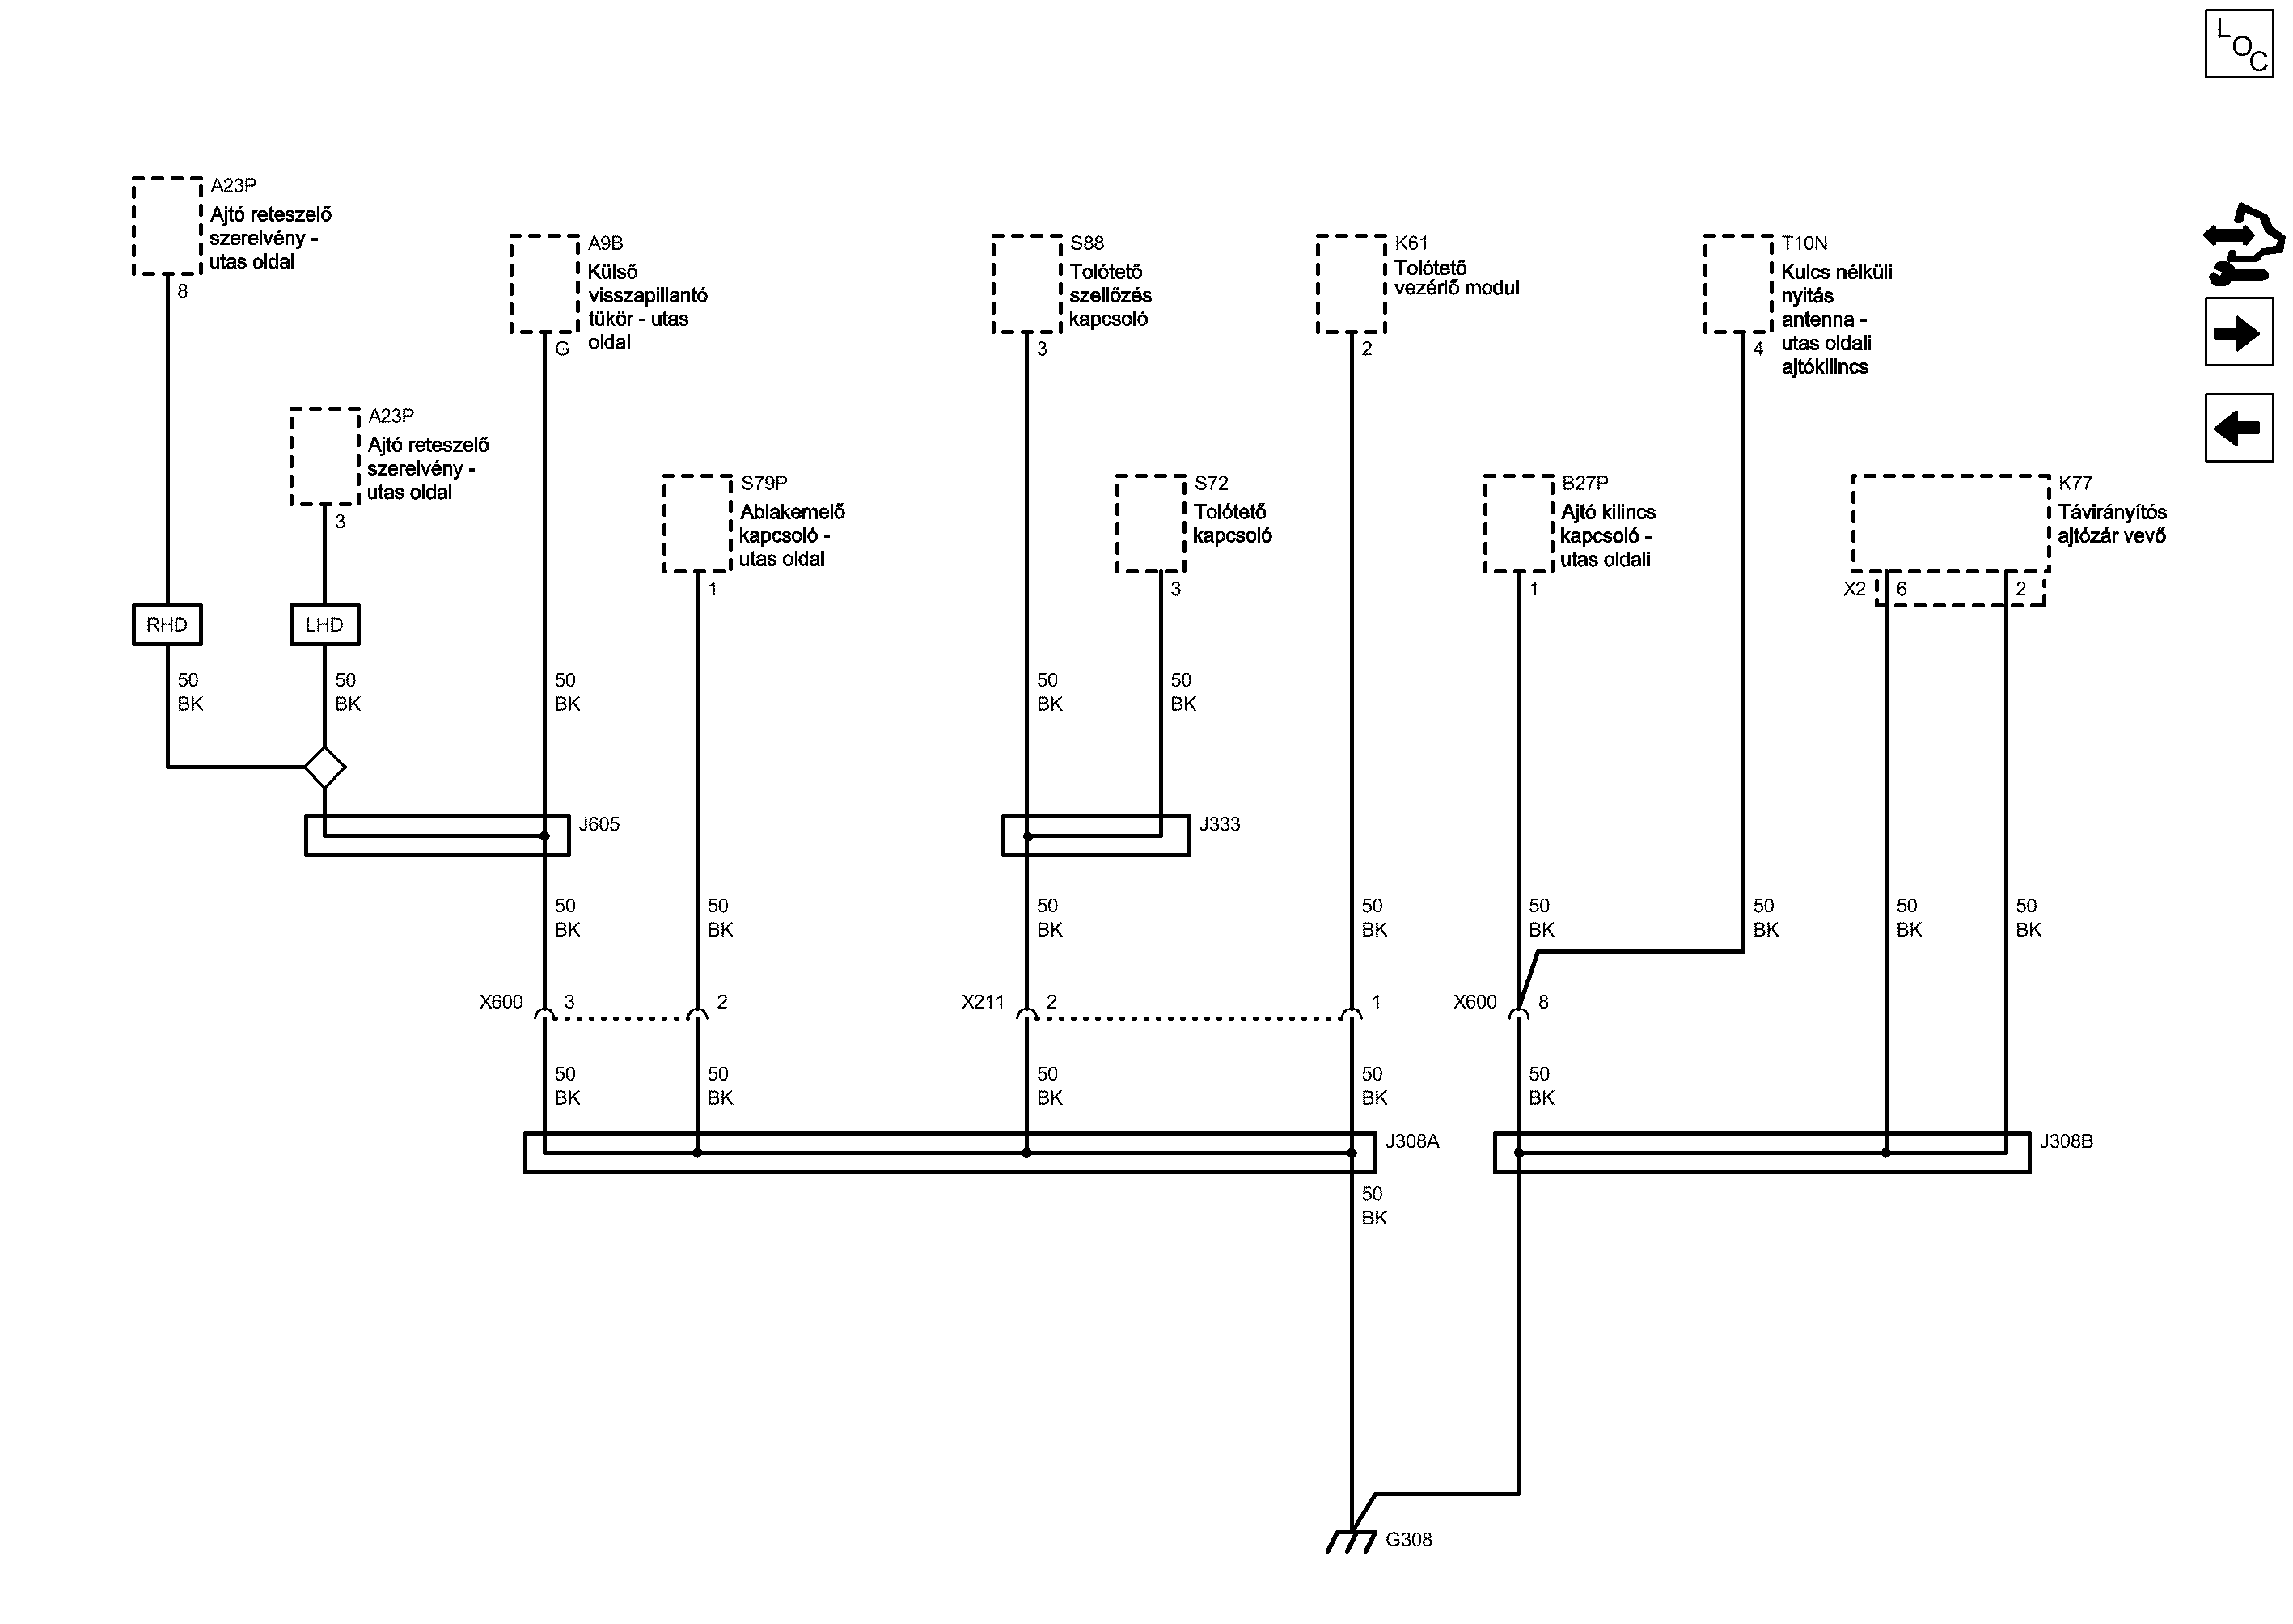 LOC
A23P
Ajtó reteszelő
szerelvény -
utas oldal
8
A9B
Külső
visszapillantó
tükör - utas
oldal
G
S88
Tolótető
szellőzés
kapcsoló
3
K61
Tolótető
vezérlő modul
2
T10N
Kulcs nélküli
nyitás
antenna -
utas oldali
ajtókilincs
4
A23P
Ajtó reteszelő
szerelvény -
utas oldal
3
S79P
Ablakemelő
kapcsoló -
utas oldal
1
S72
Tolótető
kapcsoló
3
B27P
Ajtó kilincs
kapcsoló -
utas oldali
1
K77
Távirányítós
ajtózár vevő
X2 6 2
RHD LHD
50 50 50 50 50
BK BK BK BK BK
J605 J333
50 50 50 50 50 50 50 50
BK BK BK BK BK BK BK BK
X600 3 2 X211 2 1 X600 8
50 50 50 50 50
BK BK BK BK BK
J308A J308B
50
BK
G308